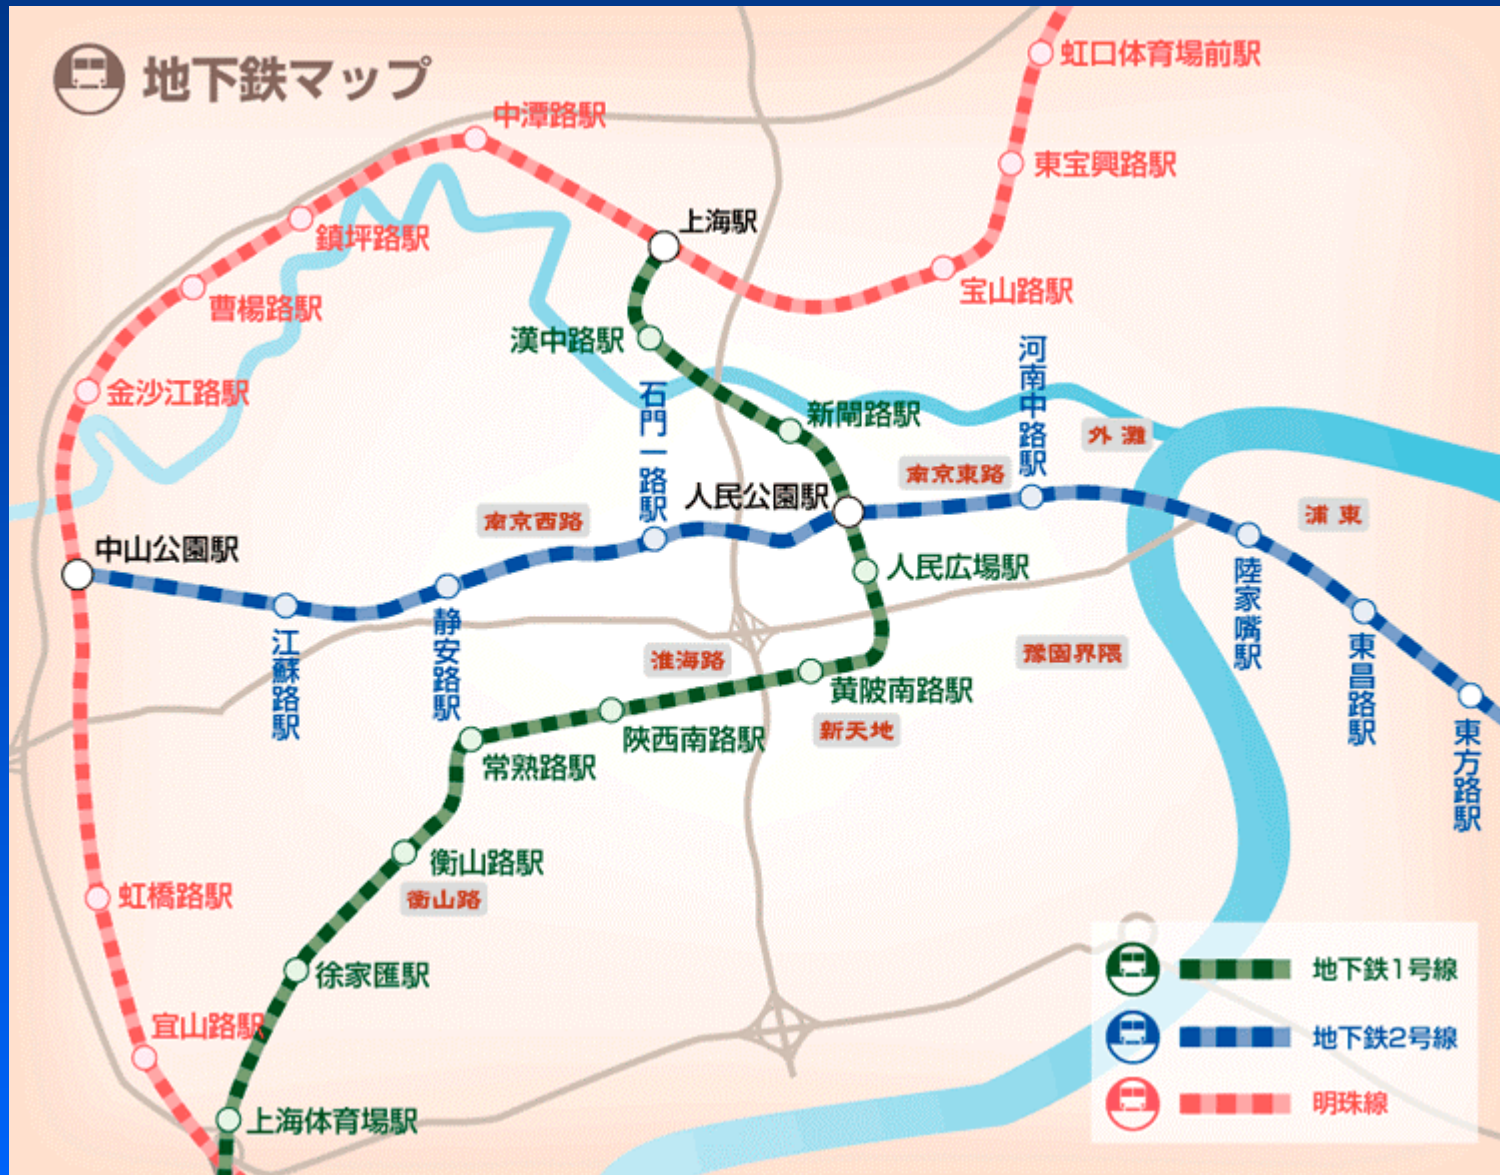 地下鉄マップ
虹口体育場前駅
中潭路駅
東宝興路駅
上海駅
鎮坪路駅
宝山路駅
曹楊路駅
漢中路駅
河南中路駅
金沙江路駅
石門一路駅
新閘路駅
外灘
南京東路
人民公園駅
南京西路
浦東
中山公園駅
人民広場駅
陸家嘴駅
江蘇路駅
静安路駅
淮海路
豫園界隈
東昌路駅
黄陂南路駅
新天地
陝西南路駅
東方路駅
常熟路駅
衡山路駅
衡山路
虹橋路駅
徐家匯駅
地下鉄1号線
宜山路駅
地下鉄2号線
明珠線
上海体育場駅